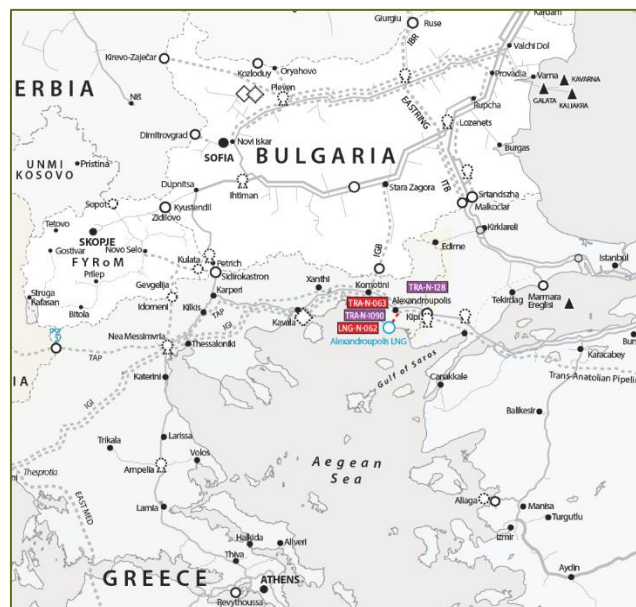 Giurgiu
Ruse
Kardam
Kirevo-Zaječar
IBR
Valchi Dol
Kozloduy
Oryahovo
Pleven
Provadia
Varna
KAVARNA
GALATA
KALIAKRA
ERBIA
Niš
EASTRING
Rupcha
Dimitrovgrad
Lozenets
Novi Iskar
SOFIA
BULGARIA
Burgas
UNMI
KOSOVO
Pristina
Dupnitsa
Ihtiman
Stara Zagora
ITB
Srtandszha
Malkoclar
Sopot
Kyustendil
Zidilovo
Tetovo
SKOPJE
Kirklareli
Gostivar
Novo Selo
Kulata
Petrich
IGB
Edirne
FYRoM
Sidirokastron
Istanbul
Prilep
Xanthi
Komotini
TRA-N-128
Struga
Kafasan
Gevgelija
Karperi
TRA-N-063
Alexandroupolis
Tekirdag
Marmara
Ereglisi
Bitola
Idomeni
Kilkis
TAP
IGI
Kavala
TRA-N-1090
Kipi
LNG-N-062
Nea Messimvria
Alexandroupolis LNG
TAP
Thessaloniki
Karacabey
Gulf of Saros
Canakkale
Trans-Anatolian Pipelin
Katerini
IGI
Balikesir
Larissa
Trikala
Aegean
Sea
Volos
Ampelia
Thesprotia
EAST MED
Aliaga
Manisa
Lamia
Turgutlu
Izmir
Halkida
Aliveri
Thiva
GREECE
ATHENS
Aydin
Revythoussa